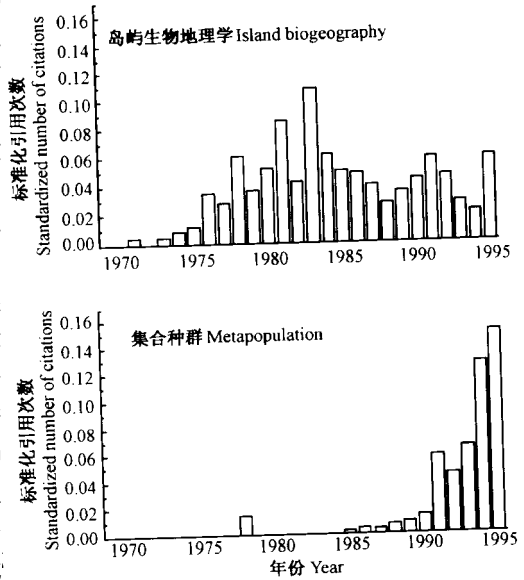 岛屿生物地理学 Island biogeography
标准化引用次数
Standardized number of citations
0.16
0.14
0.12
0.10
0.08
0.06
0.04
0.02
0.00
1970 1975 1980 1985 1990 1995
集合种群 Metapopulation
标准化引用次数
Standardized number of citations
0.16
0.14
0.12
0.10
0.08
0.06
0.04
0.02
0.00
1970 1975 1980 1985 1990 1995
年份 Year